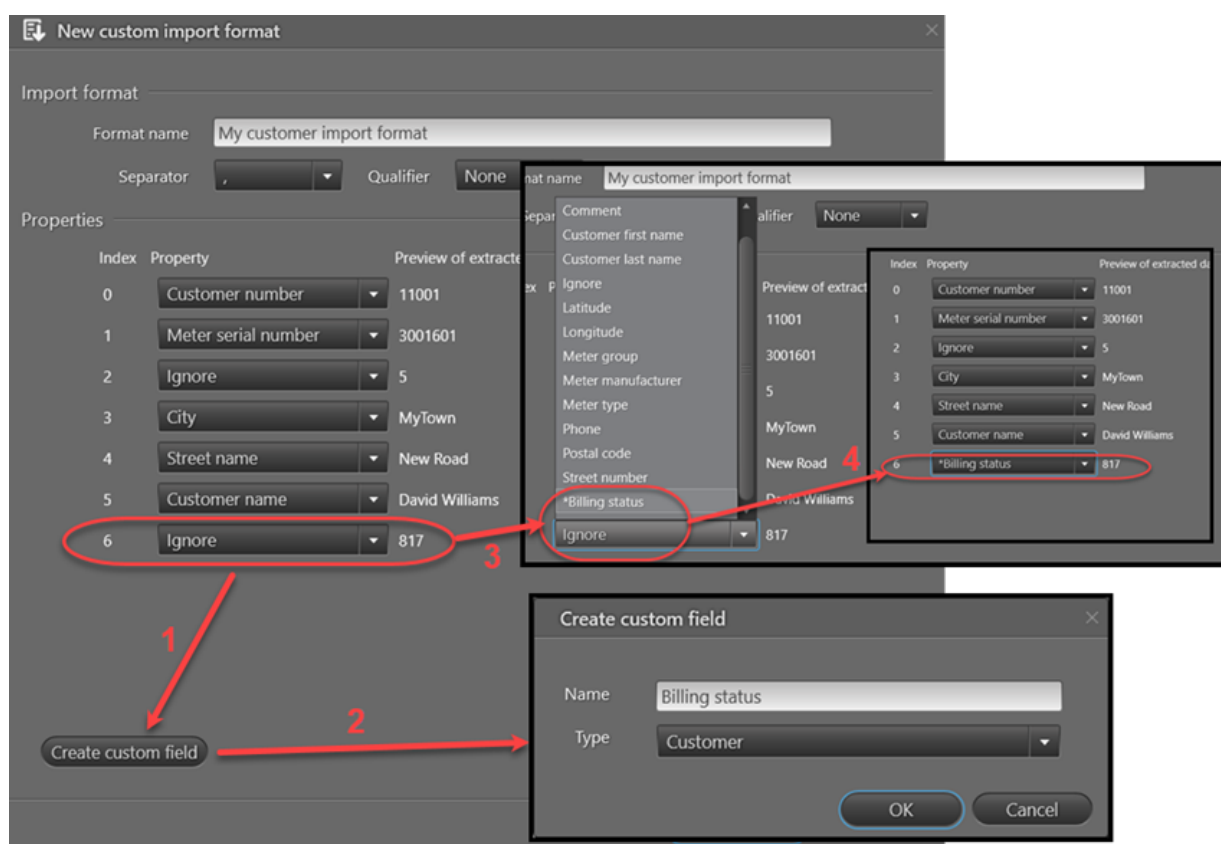 New custom import format
Import format
Format name My customer import format
Separator , Qualifier None
Properties
Index Property Preview of extracte
0 Customer number 11001
1 Meter serial number 3001601
2 Ignore 5
3 City MyTown
4 Street name New Road
5 Customer name David Williams
6 Ignore 817
1
Create custom field
2
3
name My customer import format
Separ alifier None
Comment
Customer first name
Customer last name
Ignore
Latitude
Longitude
Meter group
Meter manufacturer
Meter type
Phone
Postal code
Street number
*Billing status
Ignore
Preview of extract
11001
3001601
5
MyTown
New Road
David Williams
817
4
Index Property Preview of extracted da
0 Customer number 11001
1 Meter serial number 3001601
2 Ignore 5
3 City MyTown
4 Street name New Road
5 Customer name David Williams
6 *Billing status 817
Create custom field
Name Billing status
Type Customer
OK Cancel